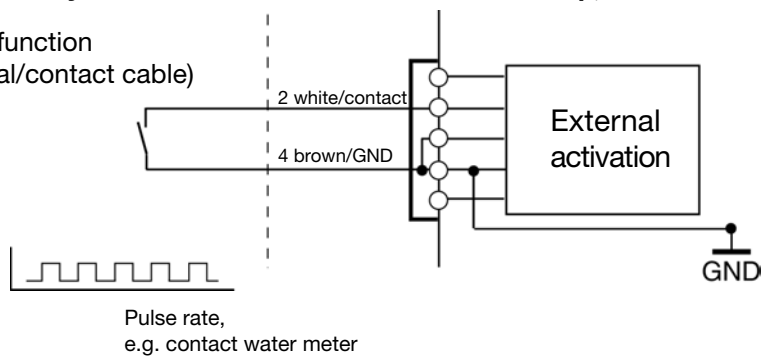 function
al/contact cable)
2 white/contact
4 brown/GND
External
activation
GND
Pulse rate,
e.g. contact water meter